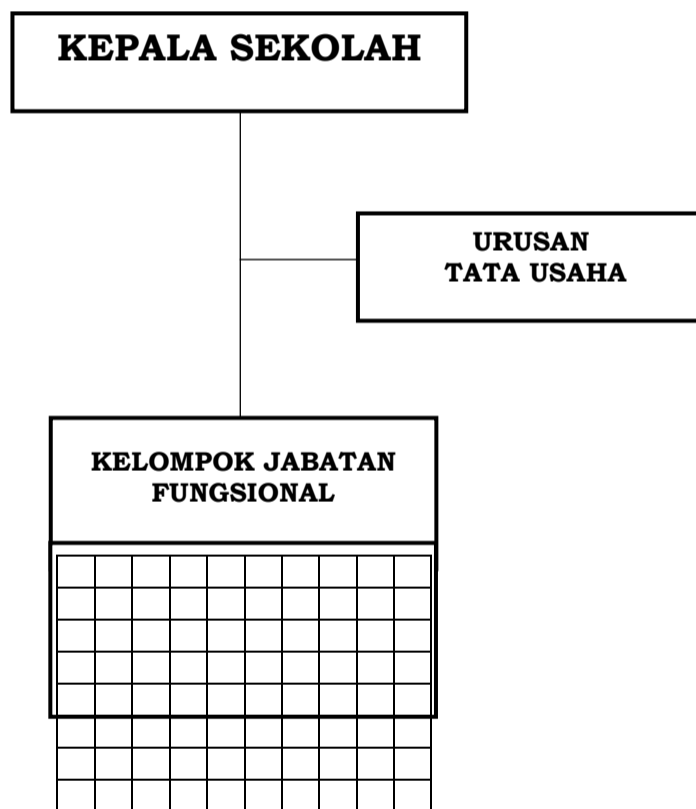 KEPALA SEKOLAH
URUSAN
TATA USAHA
KELOMPOK JABATAN
FUNGSIONAL